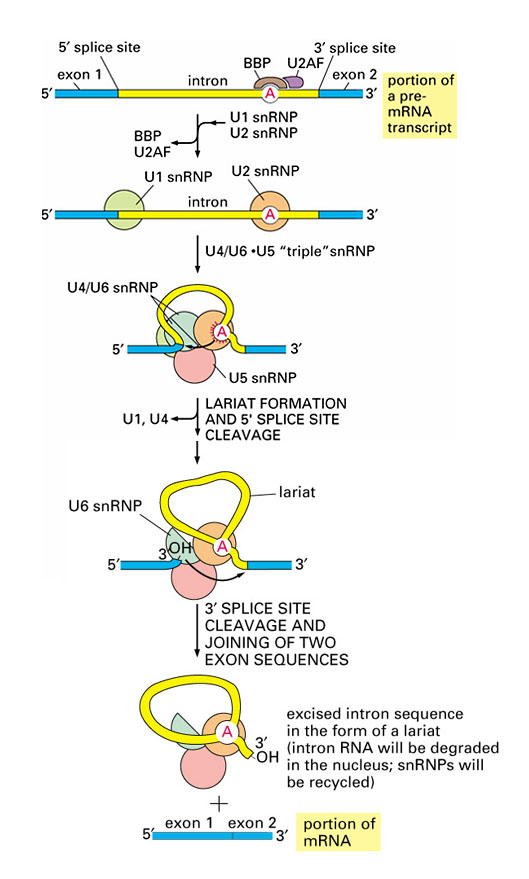 5′ splice site
3′ splice site
BBP
U2AF
exon 1
intron
exon 2
5′
A
3′
portion of
a pre-
mRNA
transcript
U1 snRNP
U2 snRNP
BBP
U2AF
U1 snRNP
U2 snRNP
intron
5′
A
3′
U4/U6 •U5 “triple”snRNP
U4/U6 snRNP
A
5′
3′
U5 snRNP
U1, U4
LARIAT FORMATION
AND 5' SPLICE SITE
CLEAVAGE
lariat
U6 snRNP
3′
OH
A
5′
3′
3′ SPLICE SITE
CLEAVAGE AND
JOINING OF TWO
EXON SEQUENCES
A
3′
OH
excised intron sequence
in the form of a lariat
(intron RNA will be degraded
in the nucleus; snRNPs will
be recycled)
+
exon 1
exon 2
5′
3′
portion of
mRNA